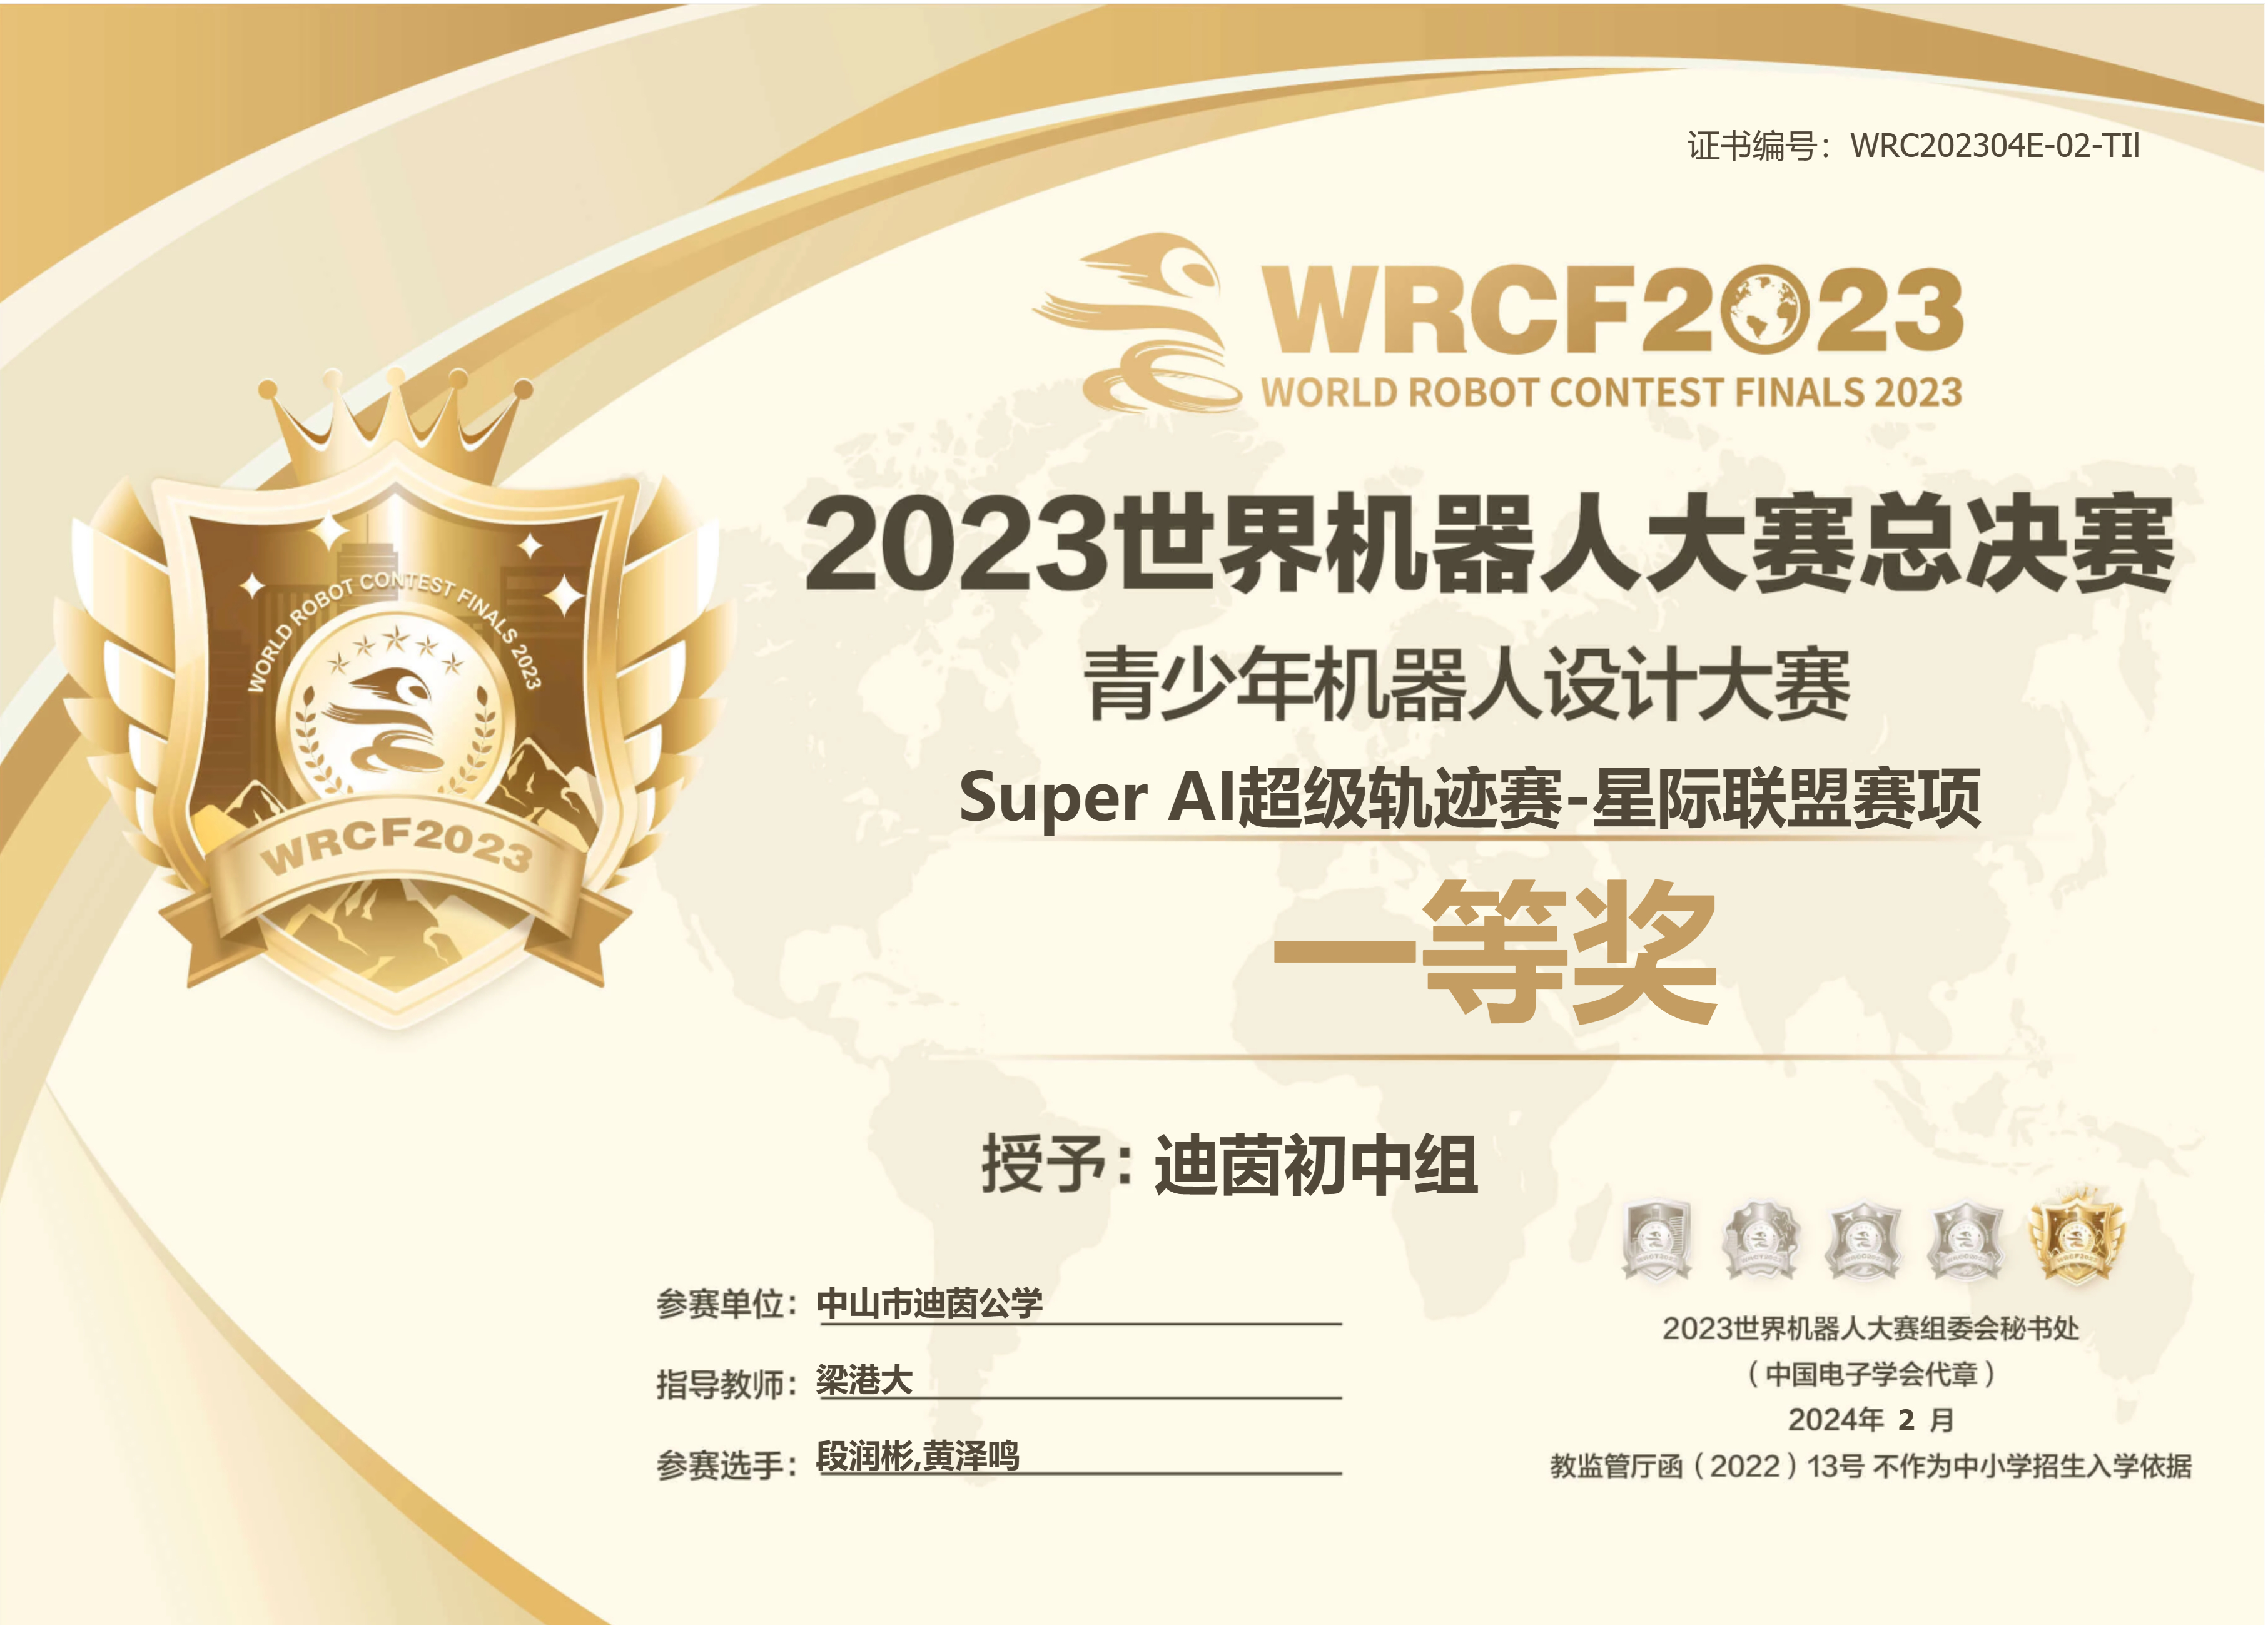 证书编号：WRC202304E-02-TIl
WRCF2023
WORLD ROBOT CONTEST FINALS 2023
2023世界机器人大赛总决赛
青少年机器人设计大赛
Super AI超级轨迹赛-星际联盟赛项
一等奖
WORLD ROBOT CONTEST FINALS 2023
WRCF2023
授予：迪茵初中组
参赛单位：中山市迪茵公学
指导教师：梁港大
参赛选手：段润彬,黄泽鸣
2023世界机器人大赛组委会秘书处
（中国电子学会代章）
2024年 2 月
教监管厅函（2022）13号 不作为中小学招生入学依据